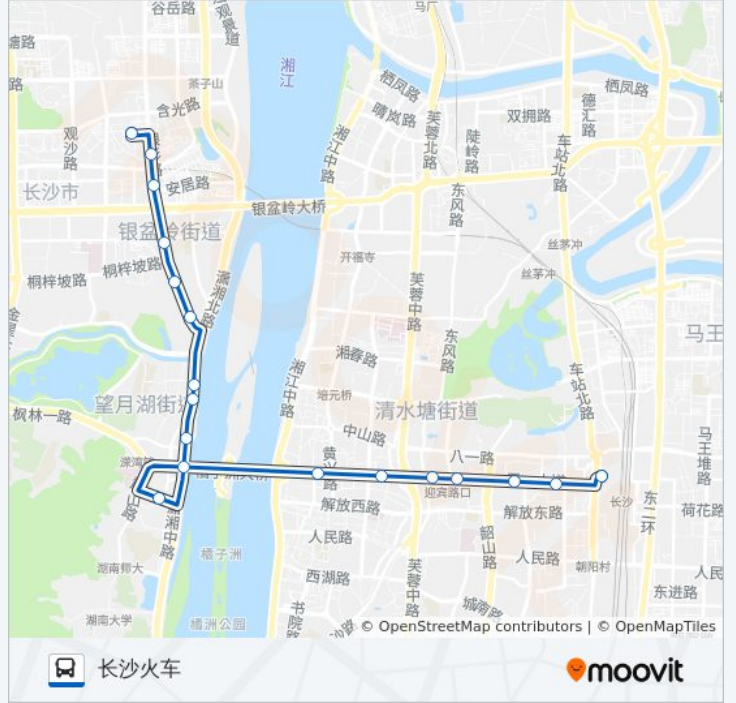 谷岳路
观景道
马厂
路
茶子山
湘江
栖凤路
栖凤路
含光路
晴岚路
双拥路
德汇路
观沙路
湘江中路
芙蓉北路
陡岭路
车站北路
长沙市
安居路
东风路
银盆岭大桥
银盆岭街道
丝茅冲
开福寺
桐梓坡路
桐梓坡路
丝茅冲
潇湘北路
芙蓉中路
东风路
马王
湘春路
湘江中路
车站北路
望月湖街道
培元桥
清水塘街道
枫林一路
中山路
马王堆路
溁湾镇
黄兴路
八一路
橘子洲大桥
迎宾路口
长沙
解放西路
解放东路
东二环
荷花路
潇湘中路
人民路
韶山路
人民路
橘子洲
朝阳村
人民
湖南师大
西湖路
芙蓉中路
东进路
湖南大学
橘洲公园
书院路
城南路
© OpenStreetMap contributors | © OpenMapTiles
长沙火车
moovit